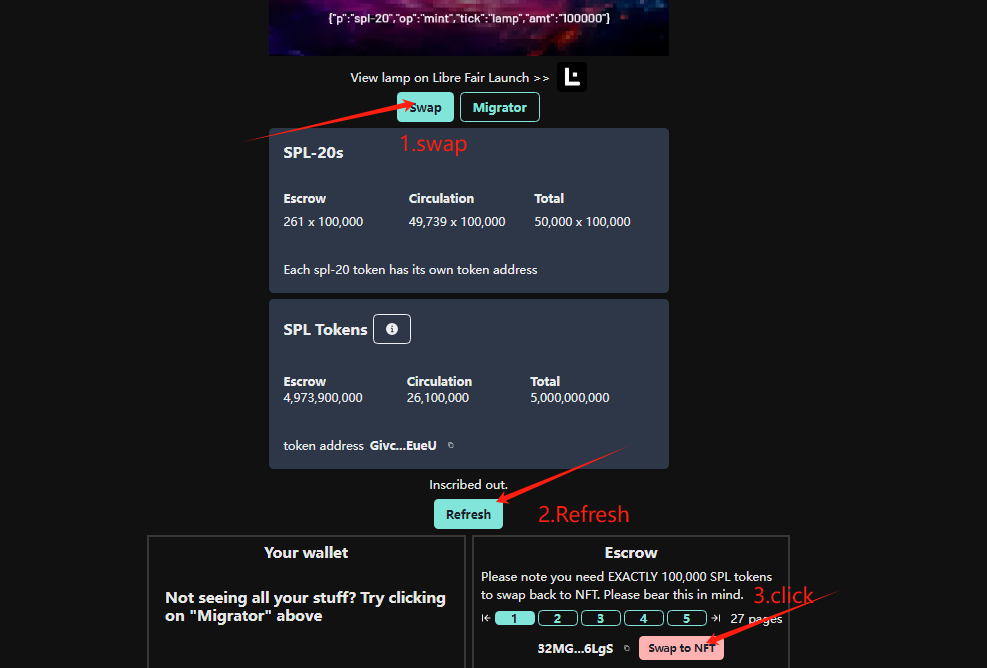 {"p":"spl-20","op":"mint","tick":"lamp","amt":"100000"}
View lamp on Libre Fair Launch >>
Swap Migrator
1.swap
SPL-20s
Escrow Circulation Total
261 x 100,000 49,739 x 100,000 50,000 x 100,000
Each spl-20 token has its own token address
SPL Tokens
Escrow Circulation Total
4,973,900,000 26,100,000 5,000,000,000
token address Givc...EueU
Inscribed out.
Refresh
2.Refresh
Your wallet
Not seeing all your stuff? Try clicking
on "Migrator" above
Escrow
Please note you need EXACTLY 100,000 SPL tokens
to swap back to NFT. Please bear this in mind.
3.click
1 2 3 4 5 27 pages
32MG...6LgS Swap to NFT